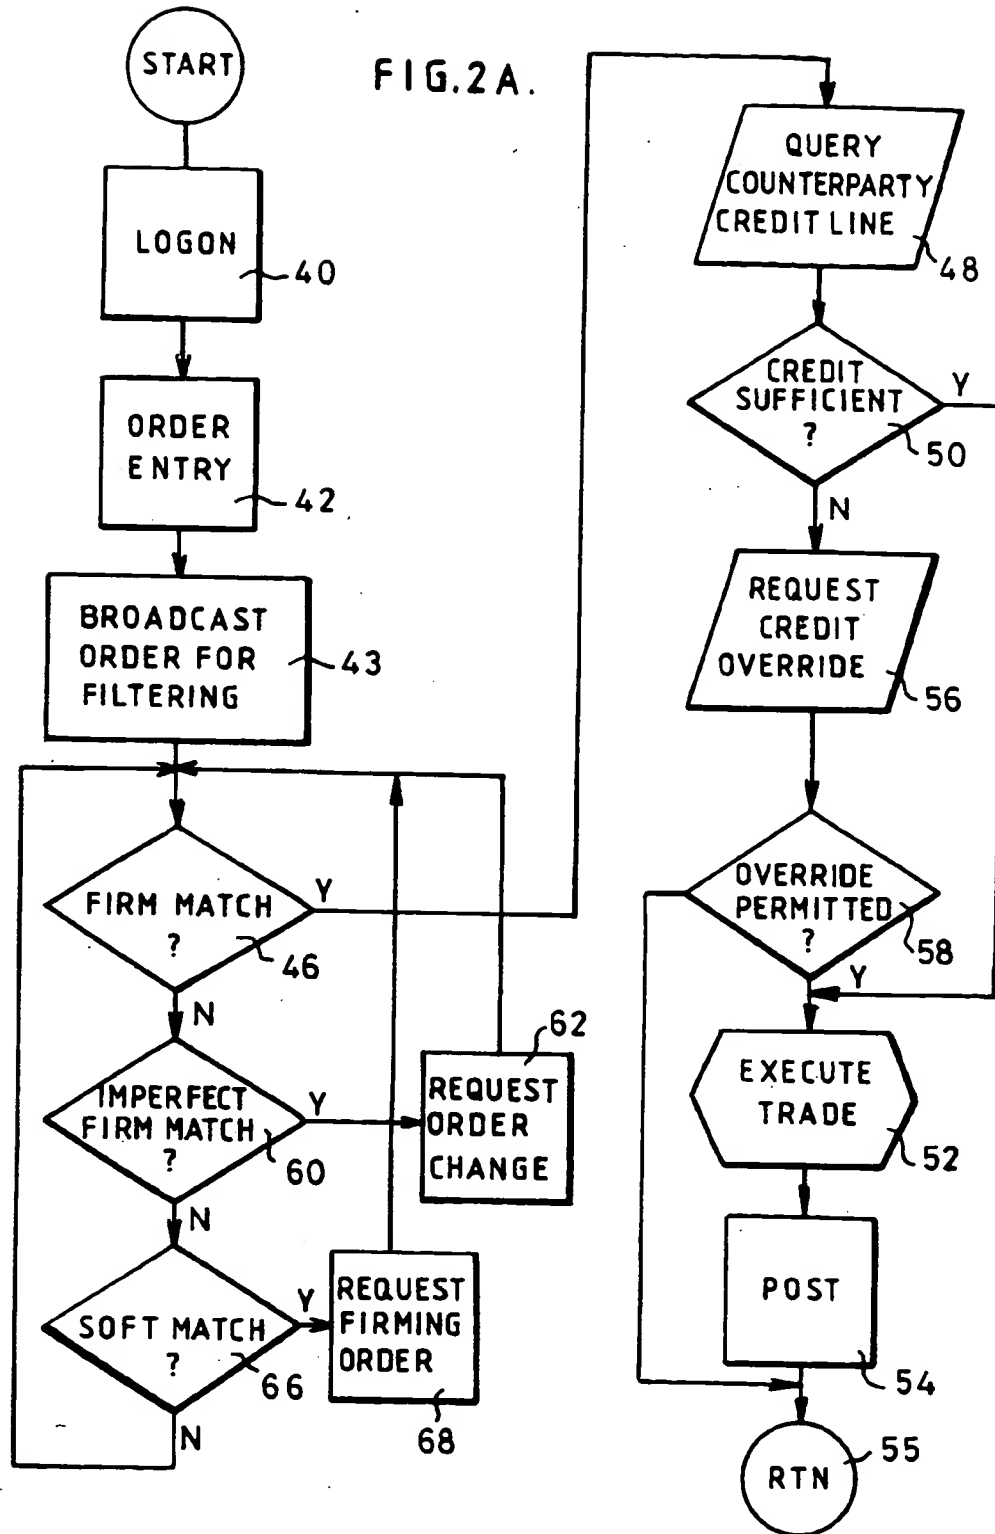 FIG.2A.
START
LOGON
40
ORDER
ENTRY
42
BROADCAST
ORDER FOR
FILTERING
43
FIRM MATCH
?
46
Y
N
IMPERFECT
FIRM MATCH
?
60
Y
N
62
REQUEST
ORDER
CHANGE
SOFT MATCH
?
66
Y
N
REQUEST
FIRMING
ORDER
68
QUERY
COUNTERPARTY
CREDIT LINE
48
CREDIT
SUFFICIENT
?
50
Y
N
REQUEST
CREDIT
OVERRIDE
56
OVERRIDE
PERMITTED
?
58
Y
EXECUTE
TRADE
52
POST
54
RTN
55